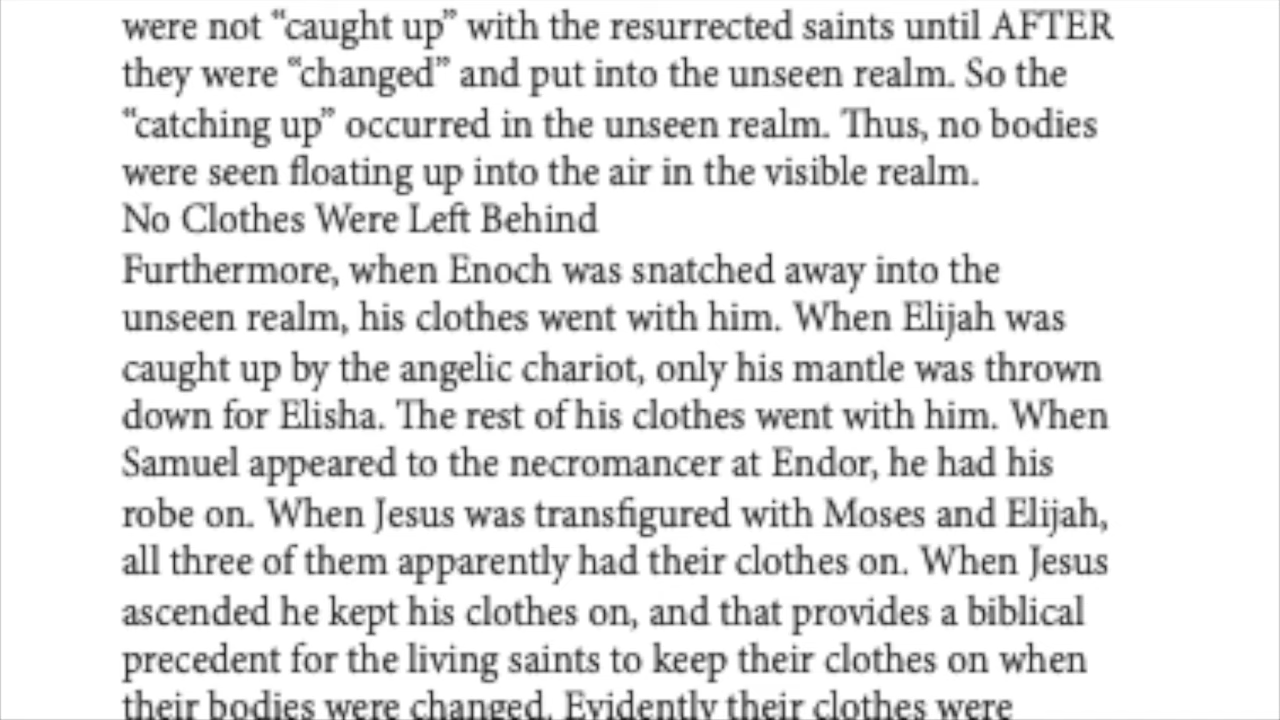 were not “caught up” with the resurrected saints until AFTER
they were “changed” and put into the unseen realm. So the
“catching up” occurred in the unseen realm. Thus, no bodies
were seen floating up into the air in the visible realm.
No Clothes Were Left Behind
Furthermore, when Enoch was snatched away into the
unseen realm, his clothes went with him. When Elijah was
caught up by the angelic chariot, only his mantle was thrown
down for Elisha. The rest of his clothes went with him. When
Samuel appeared to the necromancer at Endor, he had his
robe on. When Jesus was transfigured with Moses and Elijah,
all three of them apparently had their clothes on. When Jesus
ascended he kept his clothes on, and that provides a biblical
precedent for the living saints to keep their clothes on when
their bodies were changed. Evidently their clothes were